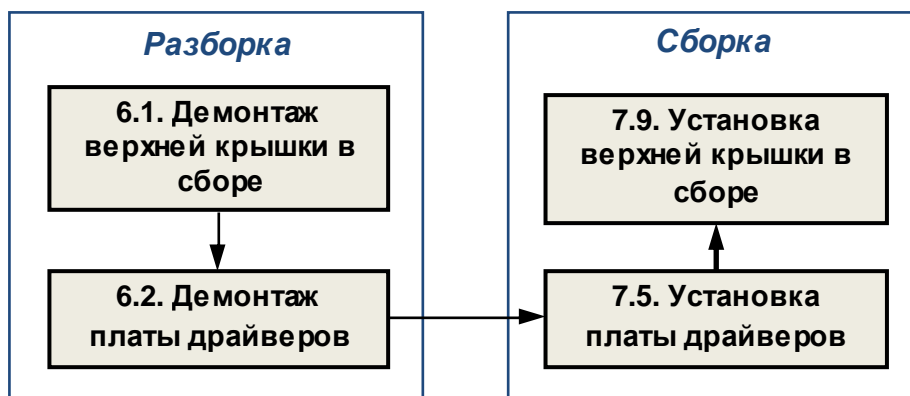 Разборка
6.1. Демонтаж
верхней крышки в
сборе
6.2. Демонтаж
платы драйверов
Сборка
7.9. Установка
верхней крышки в
сборе
7.5. Установка
платы драйверов